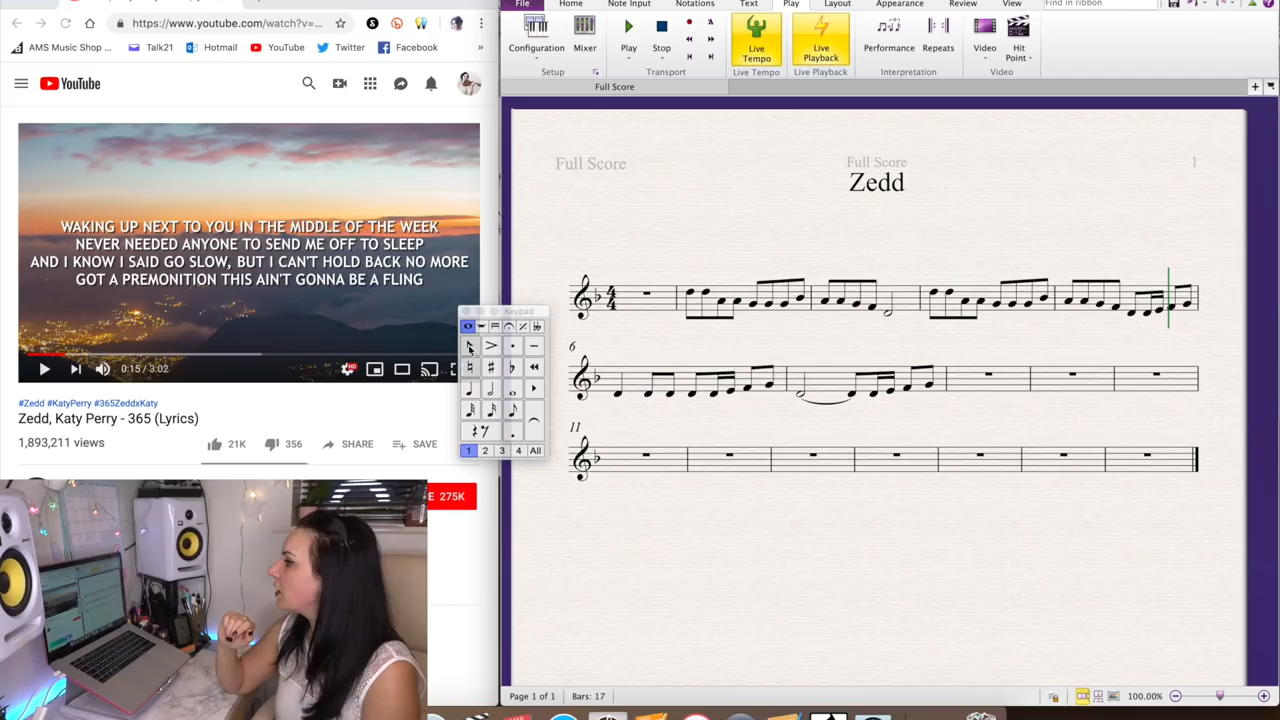 https://www.youtube.com/watch?v=...
AMS Music Shop ...
Talk21
Hotmail
YouTube
Twitter
Facebook
»
YouTube
WAKING UP NEXT TO YOU IN THE MIDDLE OF THE WEEK
NEVER NEEDED ANYONE TO SEND ME OFF TO SLEEP
AND I KNOW I SAID GO SLOW, BUT I CAN'T HOLD BACK NO MORE
GOT A PREMONITION THIS AIN'T GONNA BE A FLING
0:15 / 3:02
#Zedd #KatyPerry #365ZeddxKaty
Zedd, Katy Perry - 365 (Lyrics)
1,893,211 views
21K
356
SHARE
SAVE
E 275K
File
Home
Note Input
Notations
Text
Play
Layout
Appearance
Review
View
Find in ribbon
Configuration
Mixer
Play
Stop
Live Tempo
Live Playback
Performance
Repeats
Video
Hit Point
Setup
Transport
Live Tempo
Live Playback
Interpretation
Video
Full Score
Full Score
Full Score
1
Zedd
6
11
Keypad
1 2 3 4 All
Page 1 of 1
Bars: 17
100.00%